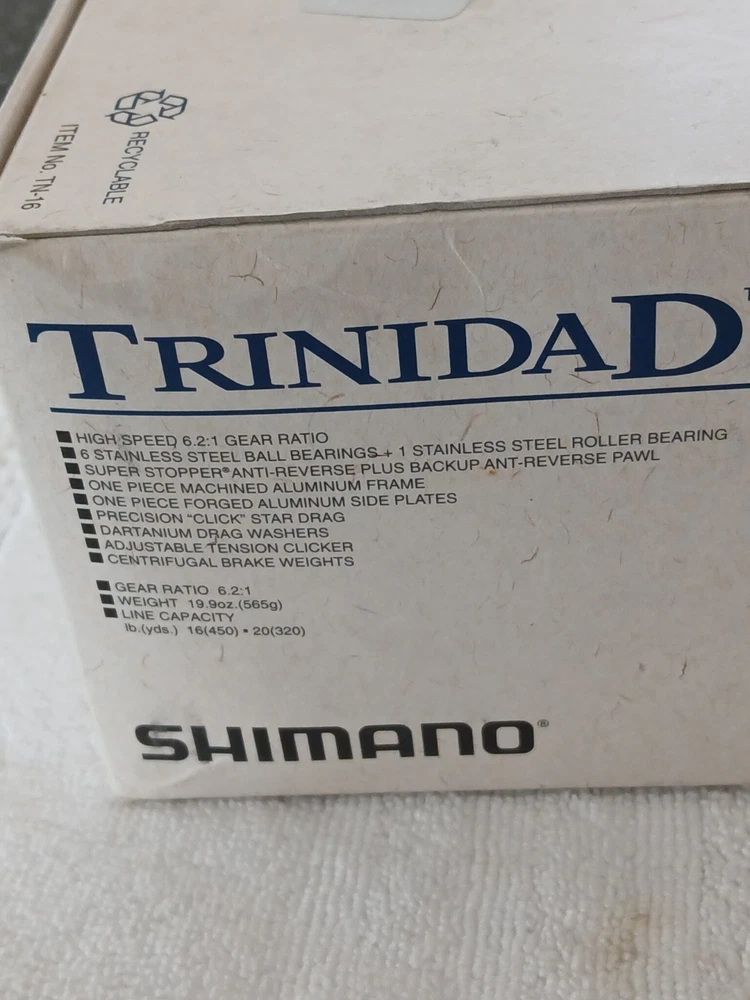 RECYCLABLE
ITEM No. TN-16
TRINIDAD
■ HIGH SPEED 6.2:1 GEAR RATIO
■ 6 STAINLESS STEEL BALL BEARINGS + 1 STAINLESS STEEL ROLLER BEARING
■ SUPER STOPPER® ANTI-REVERSE PLUS BACKUP ANT-REVERSE PAWL
■ ONE PIECE MACHINED ALUMINUM FRAME
■ ONE PIECE FORGED ALUMINUM SIDE PLATES
■ PRECISION "CLICK" STAR DRAG
■ DARTANIUM DRAG WASHERS
■ ADJUSTABLE TENSION CLICKER
■ CENTRIFUGAL BRAKE WEIGHTS
■ GEAR RATIO 6.2:1
■ WEIGHT 19.9oz.(565g)
■ LINE CAPACITY
lb.(yds.) 16(450) • 20(320)
SHIMANO®